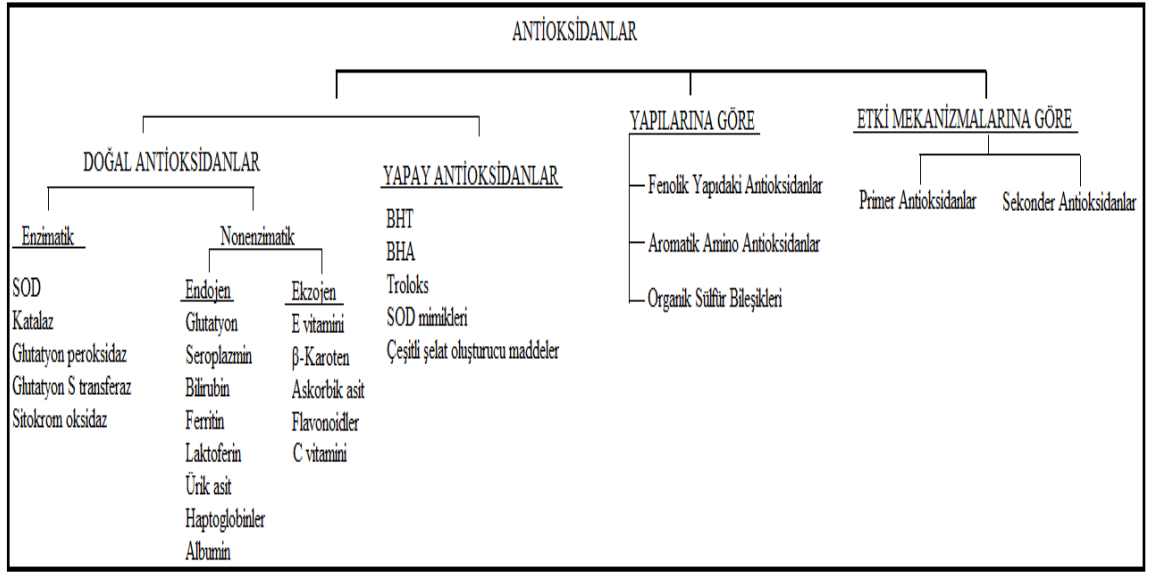 ANTİOKSİDANLAR
DOĞAL ANTİOKSİDANLAR
Enzimatik
SOD
Katalaz
Glutatyon peroksidaz
Glutatyon S transferaz
Sitokrom oksidaz
Nonenzimatik
Endojen
Glutatyon
Seroplazmin
Bilirubin
Ferritin
Laktoferin
Ürik asit
Haptoglobinler
Albumin
Ekzojen
E vitamini
β-Karoten
Askorbik asit
Flavonoidler
C vitamini
YAPAY ANTİOKSİDANLAR
BHT
BHA
Troloks
SOD mimikleri
Çeşitli şelat oluşturucu maddeler
YAPILARINA GÖRE
Fenolik Yapıdaki Antioksidanlar
Aromatik Amino Antioksidanlar
Organik Sülfür Bileşikleri
ETKİ MEKANİZMALARINA GÖRE
Primer Antioksidanlar
Sekonder Antioksidanlar